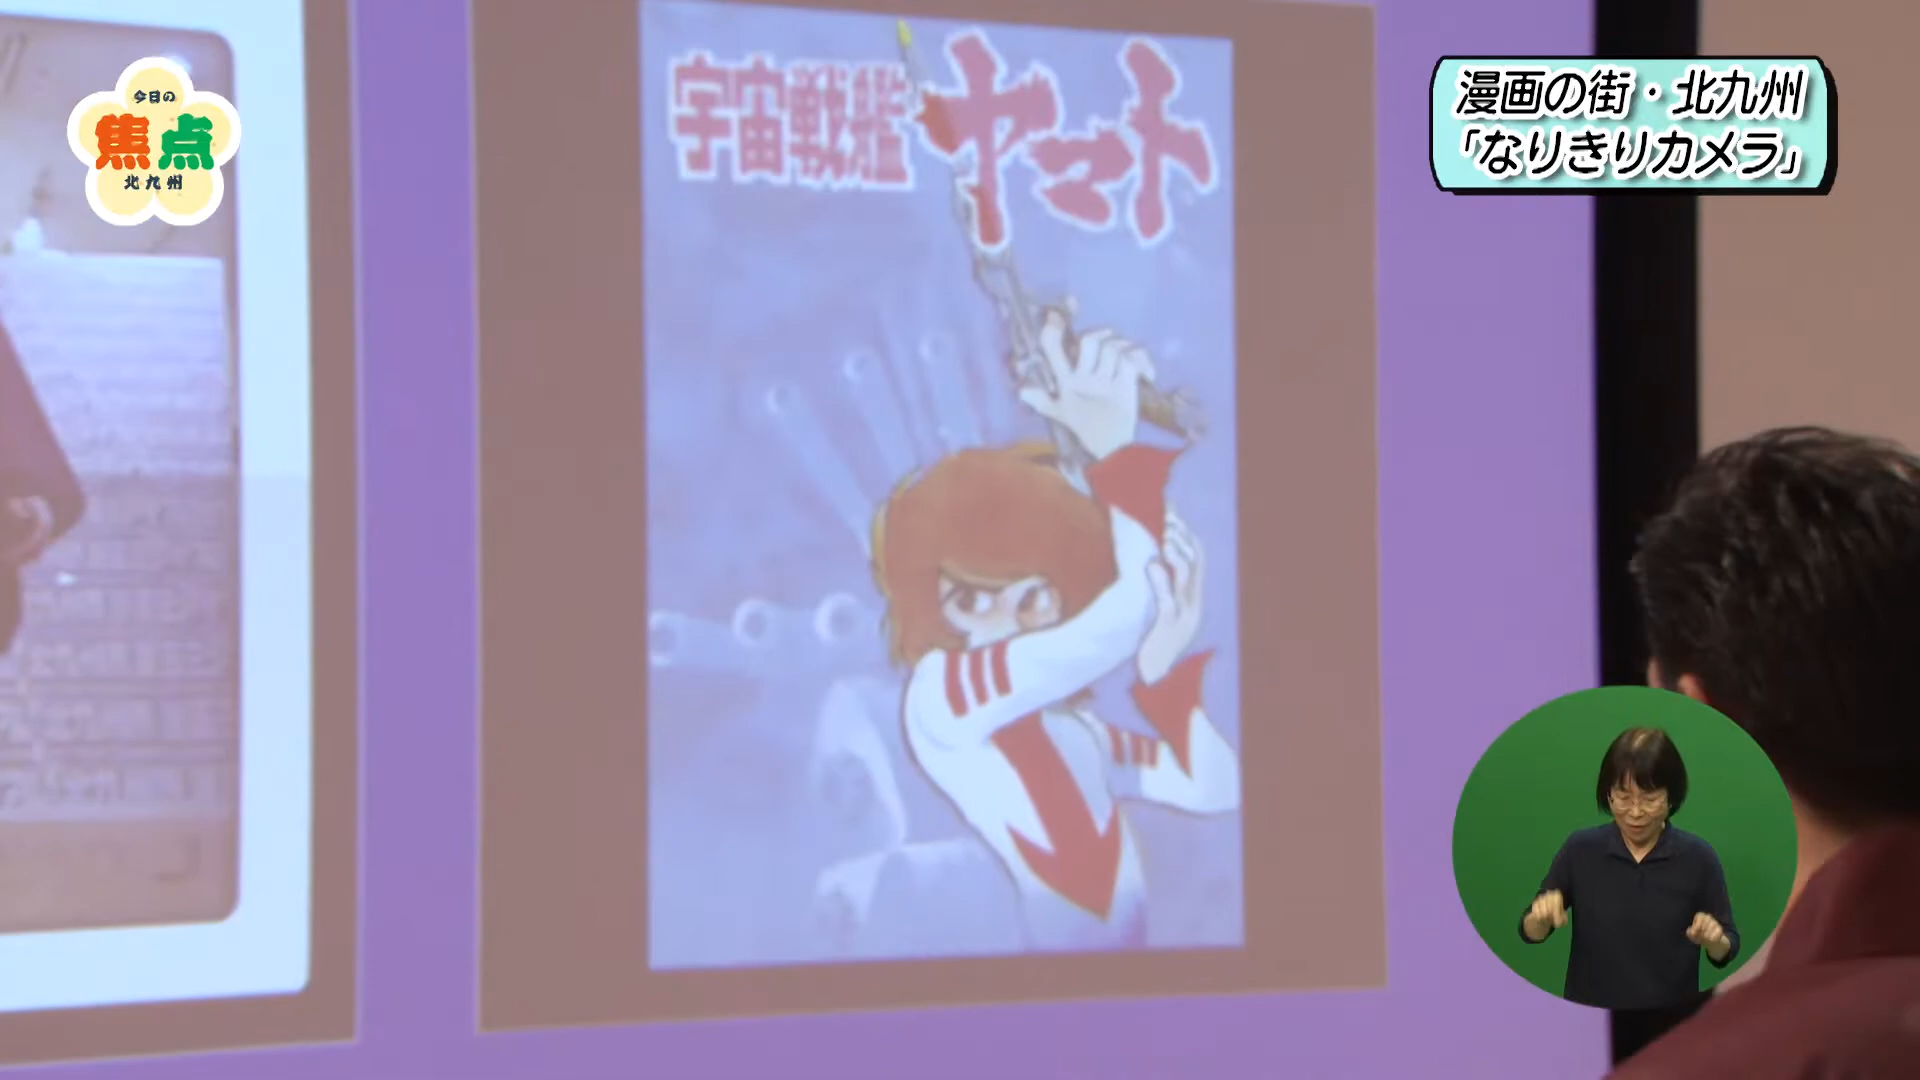 今日の
焦点
北九州
宇宙戦艦ヤマト
漫画の街・北九州
「なりきりカメラ」